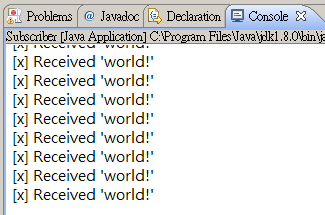 Problems @ Javadoc Declaration Console
Subscriber [Java Application] C:\Program Files\Java\jdk1.8.0\bin\ja
[x] Received 'world!'
[x] Received 'world!'
[x] Received 'world!'
[x] Received 'world!'
[x] Received 'world!'
[x] Received 'world!'
[x] Received 'world!'
[x] Received 'world!'
[x] Received 'world!'